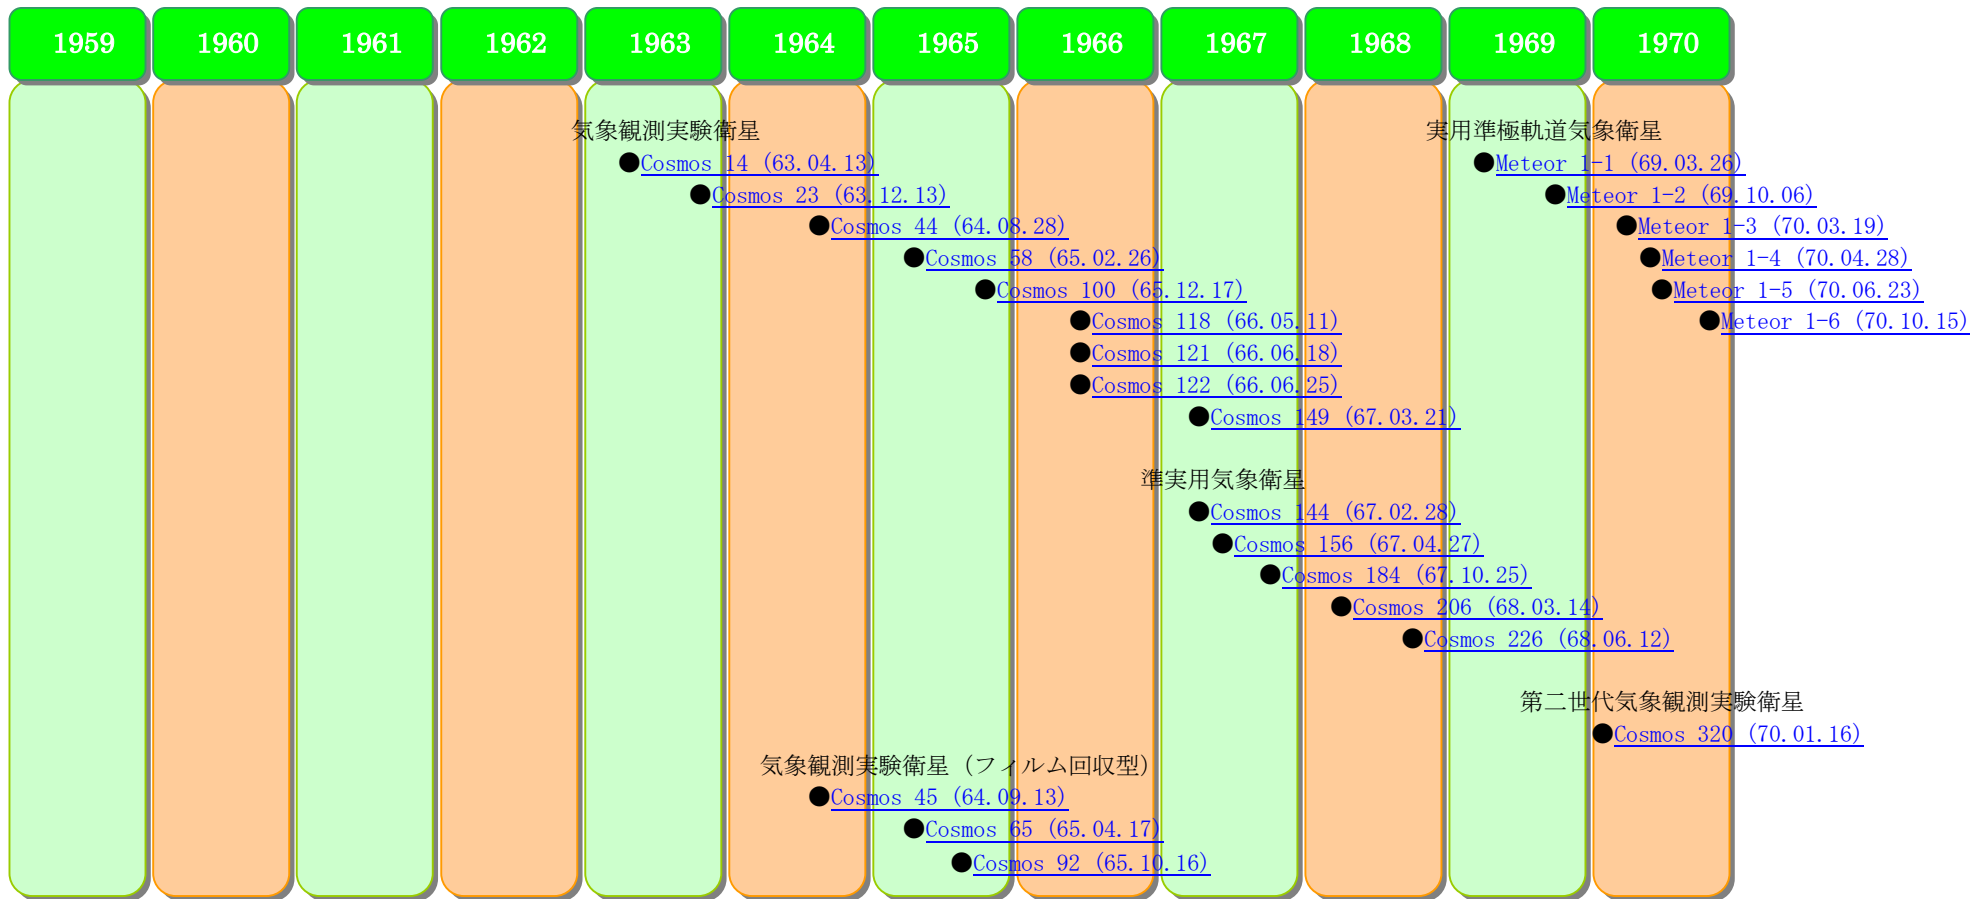 1959 1960 1961 1962 1963 1964 1965 1966 1967 1968 1969 1970
気象観測実験衛星
●Cosmos 14 (63.04.13)
●Cosmos 23 (63.12.13)
●Cosmos 44 (64.08.28)
●Cosmos 58 (65.02.26)
●Cosmos 100 (65.12.17)
●Cosmos 118 (66.05.11)
●Cosmos 121 (66.06.18)
●Cosmos 122 (66.06.25)
●Cosmos 149 (67.03.21)
実用準極軌道気象衛星
●Meteor 1-1 (69.03.26)
●Meteor 1-2 (69.10.06)
●Meteor 1-3 (70.03.19)
●Meteor 1-4 (70.04.28)
●Meteor 1-5 (70.06.23)
●Meteor 1-6 (70.10.15)
準実用気象衛星
●Cosmos 144 (67.02.28)
●Cosmos 156 (67.04.27)
●Cosmos 184 (67.10.25)
●Cosmos 206 (68.03.14)
●Cosmos 226 (68.06.12)
第二世代気象観測実験衛星
●Cosmos 320 (70.01.16)
気象観測実験衛星（フィルム回収型）
●Cosmos 45 (64.09.13)
●Cosmos 65 (65.04.17)
●Cosmos 92 (65.10.16)